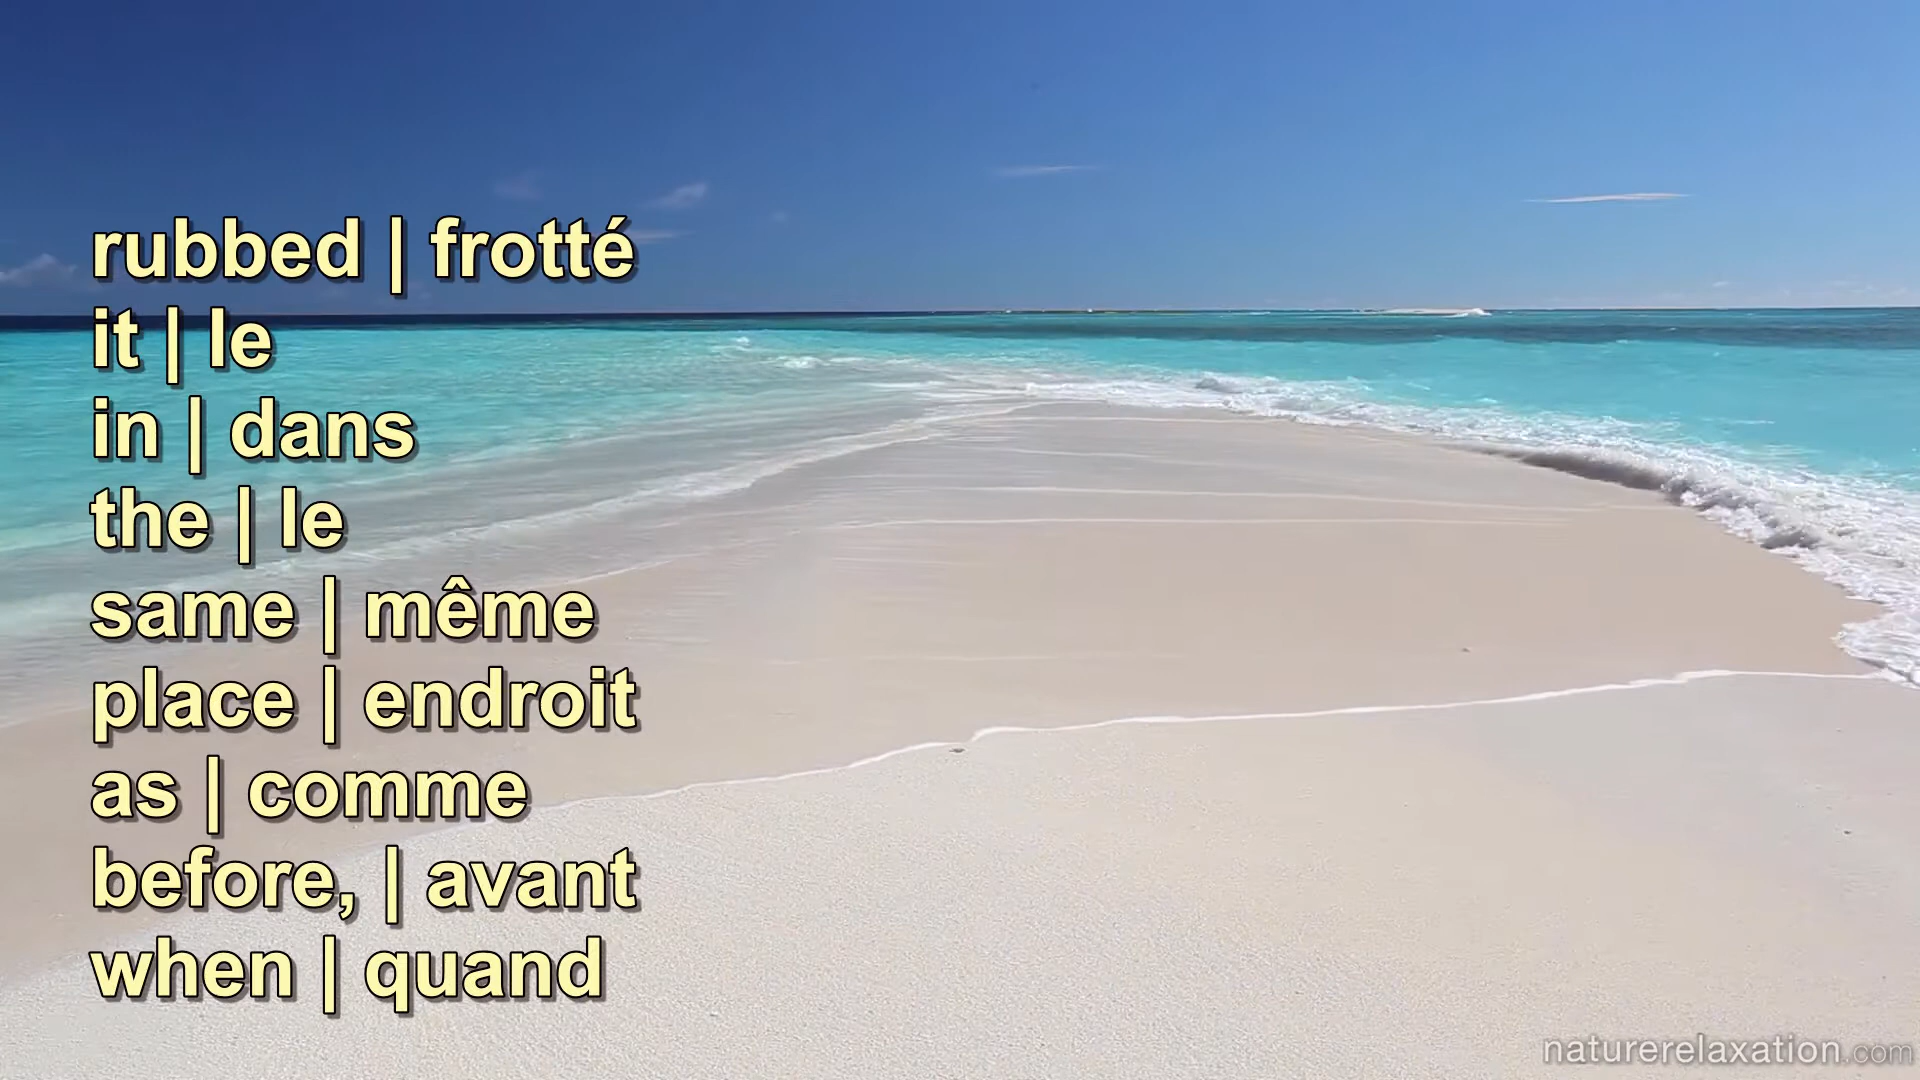 rubbed | frotté
it | le
in | dans
the | le
same | même
place | endroit
as | comme
before, | avant
when | quand
naturerelaxation.com